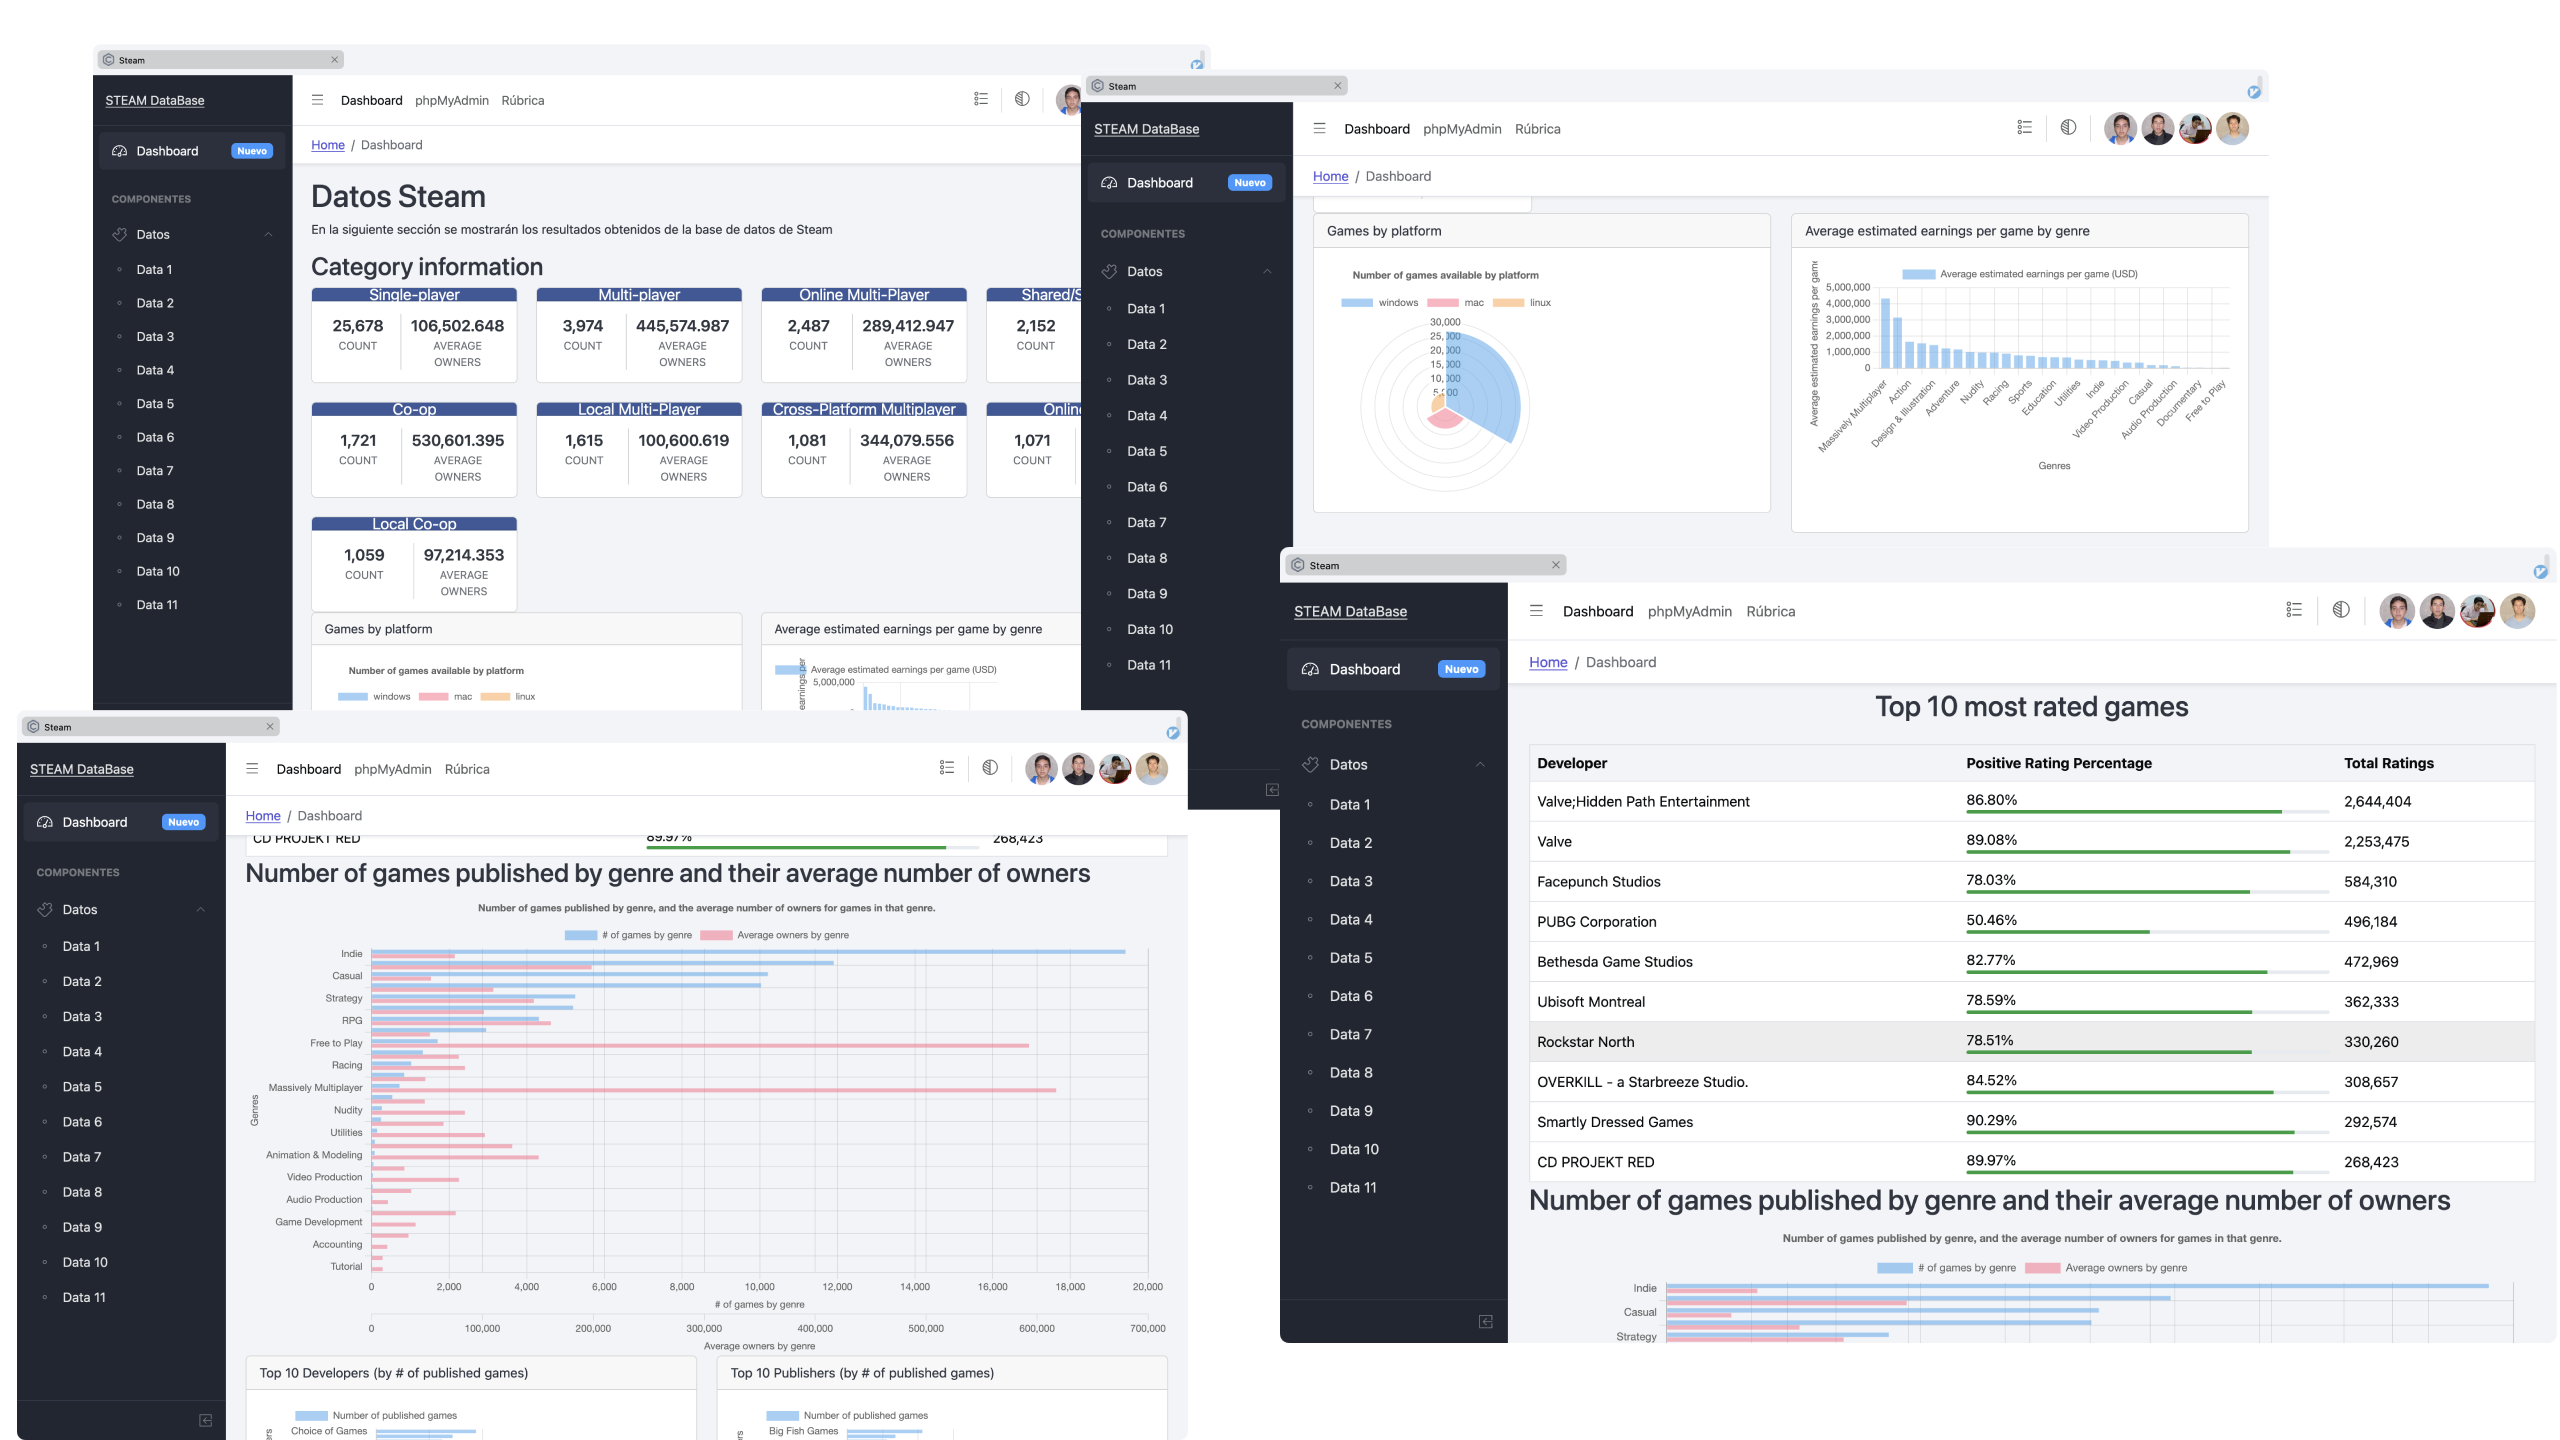 Steam
STEAM DataBase
Dashboard phpMyAdmin Rúbrica
Dashboard Nuevo
Home / Dashboard
COMPONENTES
Datos
Data 1
Data 2
Data 3
Data 4
Data 5
Data 6
Data 7
Data 8
Data 9
Data 10
Data 11
Datos Steam
En la siguiente sección se mostrarán los resultados obtenidos de la base de datos de Steam
Category information
Single-player
25,678 106,502.648
COUNT AVERAGE OWNERS
Multi-player
3,974 445,574.987
COUNT AVERAGE OWNERS
Online Multi-Player
2,487 289,412.947
COUNT AVERAGE OWNERS
Shared/S
2,152
COUNT
Co-op
1,721 530,601.395
COUNT AVERAGE OWNERS
Local Multi-Player
1,615 100,600.619
COUNT AVERAGE OWNERS
Cross-Platform Multiplayer
1,081 344,079.556
COUNT AVERAGE OWNERS
Onlin
1,071
COUNT
Local Co-op
1,059 97,214.353
COUNT AVERAGE OWNERS
Games by platform
Number of games available by platform
windows mac linux
Average estimated earnings per game by genre
Average estimated earnings per game (USD)
5,000,000
earnings per
Steam
STEAM DataBase
Dashboard phpMyAdmin Rúbrica
Dashboard Nuevo
Home / Dashboard
COMPONENTES
Datos
Data 1
Data 2
Data 3
Data 4
Data 5
Data 6
Data 7
Data 8
Data 9
Data 10
Data 11
Games by platform
Number of games available by platform
windows mac linux
30,000
25,000
20,000
15,000
10,000
5,000
Average estimated earnings per game by genre
Average estimated earnings per game (USD)
Average estimated earnings per game
5,000,000
4,000,000
3,000,000
2,000,000
1,000,000
0
Massively Multiplayer
Action
Design & Illustration
Adventure
Nudity
Racing
Sports
Education
Utilities
Indie
Video Production
Casual
Audio Production
Documentary
Free to Play
Genres
Steam
STEAM DataBase
Dashboard phpMyAdmin Rúbrica
Dashboard Nuevo
Home / Dashboard
COMPONENTES
Datos
Data 1
Data 2
Data 3
Data 4
Data 5
Data 6
Data 7
Data 8
Data 9
Data 10
Data 11
CD PROJEKT RED 89.97% 268,423
Number of games published by genre and their average number of owners
Number of games published by genre, and the average number of owners for games in that genre.
# of games by genre Average owners by genre
Genres
Indie
Casual
Strategy
RPG
Free to Play
Racing
Massively Multiplayer
Nudity
Utilities
Animation & Modeling
Video Production
Audio Production
Game Development
Accounting
Tutorial
0 2,000 4,000 6,000 8,000 10,000 12,000 14,000 16,000 18,000 20,000
# of games by genre
0 100,000 200,000 300,000 400,000 500,000 600,000 700,000
Average owners by genre
Top 10 Developers (by # of published games)
Number of published games
Choice of Games
Top 10 Publishers (by # of published games)
Number of published games
Big Fish Games
Steam
STEAM DataBase
Dashboard phpMyAdmin Rúbrica
Dashboard Nuevo
Home / Dashboard
COMPONENTES
Datos
Data 1
Data 2
Data 3
Data 4
Data 5
Data 6
Data 7
Data 8
Data 9
Data 10
Data 11
Top 10 most rated games
Developer Positive Rating Percentage Total Ratings
Valve;Hidden Path Entertainment 86.80% 2,644,404
Valve 89.08% 2,253,475
Facepunch Studios 78.03% 584,310
PUBG Corporation 50.46% 496,184
Bethesda Game Studios 82.77% 472,969
Ubisoft Montreal 78.59% 362,333
Rockstar North 78.51% 330,260
OVERKILL - a Starbreeze Studio. 84.52% 308,657
Smartly Dressed Games 90.29% 292,574
CD PROJEKT RED 89.97% 268,423
Number of games published by genre and their average number of owners
Number of games published by genre, and the average number of owners for games in that genre.
# of games by genre Average owners by genre
Indie
Casual
Strategy